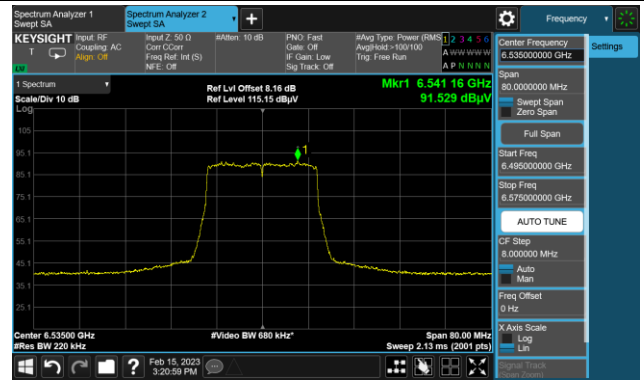 Spectrum Analyzer 1
Swept SA
Spectrum Analyzer 2
Swept SA
Frequency
KEYSIGHT
T
LM
Input: RF
Coupling: AC
Align: Off
Input Z: 50 Ω
Corr CCorr
Freq Ref: Int (S)
NFE: Off
#Atten: 10 dB
PNO: Fast
Gate: Off
IF Gain: Low
Sig Track: Off
#Avg Type: Power (RMS)
Avg|Hold:>100/100
Trig: Free Run
1 2 3 4 5 6
A W W W W W
A P N N N N
1 Spectrum
Scale/Div 10 dB
Log
Ref Lvl Offset 8.16 dB
Ref Level 115.15 dBµV
Mkr1 6.541 16 GHz
91.529 dBµV
105
95.1
85.1
75.1
65.1
55.1
45.1
35.1
25.1
1
Center 6.53500 GHz
#Res BW 220 kHz
#Video BW 680 kHz*
Span 80.00 MHz
Sweep 2.13 ms (2001 pts)
Feb 15, 2023
3:20:59 PM
Center Frequency
6.535000000 GHz
Settings
Span
80.0000000 MHz
Swept Span
Zero Span
Full Span
Start Freq
6.495000000 GHz
Stop Freq
6.575000000 GHz
AUTO TUNE
CF Step
8.000000 MHz
Auto
Man
Freq Offset
0 Hz
X Axis Scale
Log
Lin
Signal Track
(Span Zoom)